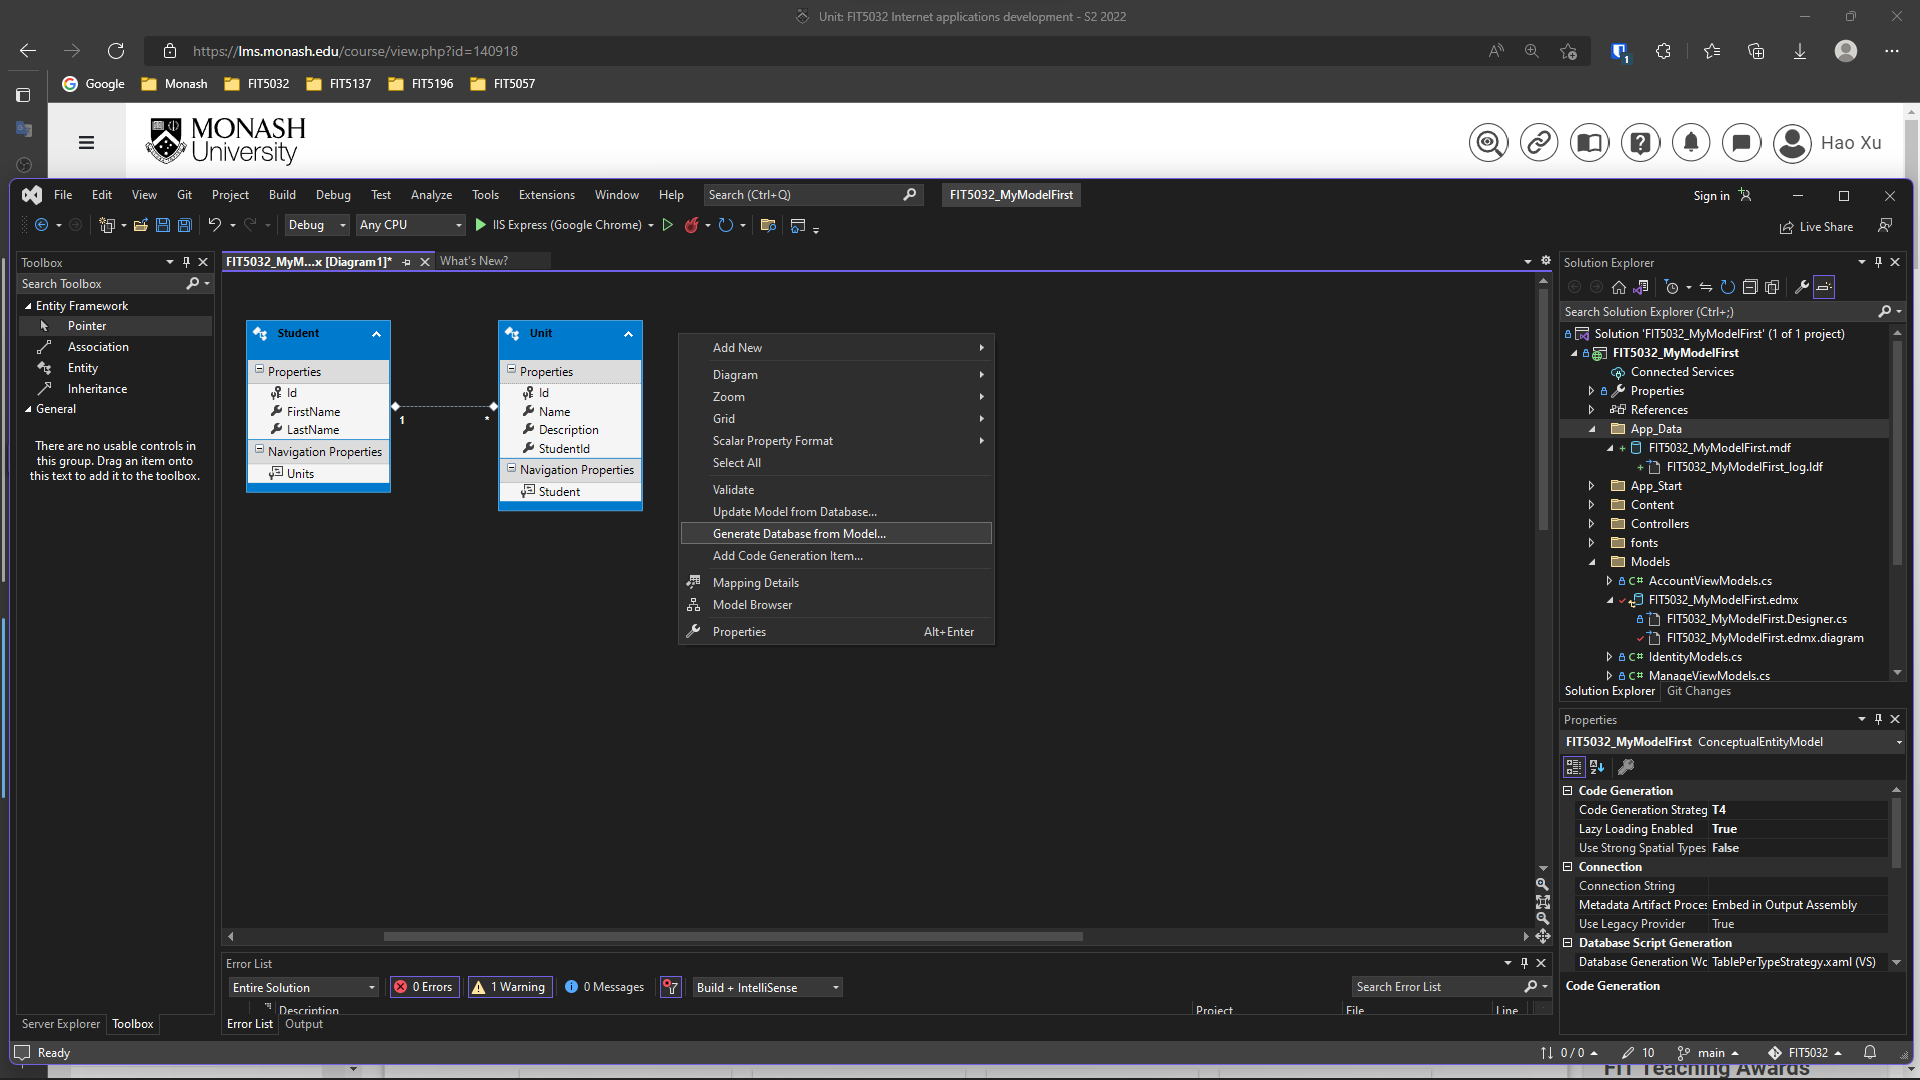 Unit: FIT5032 Internet applications development - S2 2022
https://lms.monash.edu/course/view.php?id=140918
Google Monash FIT5032 FIT5137 FIT5196 FIT5057
MONASH
University
Hao Xu
File Edit View Git Project Build Debug Test Analyze Tools Extensions Window Help Search (Ctrl+Q) FIT5032_MyModelFirst Sign in
Debug Any CPU IIS Express (Google Chrome) Live Share
Toolbox
Search Toolbox
Entity Framework
Pointer
Association
Entity
Inheritance
General
There are no usable controls in
this group. Drag an item onto
this text to add it to the toolbox.
Server Explorer Toolbox
FIT5032_MyM...x [Diagram1]* What's New?
Student
Properties
Id
FirstName
LastName
Navigation Properties
Units
1 *
Unit
Properties
Id
Name
Description
StudentId
Navigation Properties
Student
Add New
Diagram
Zoom
Grid
Scalar Property Format
Select All
Validate
Update Model from Database...
Generate Database from Model...
Add Code Generation Item...
Mapping Details
Model Browser
Properties Alt+Enter
Error List
Entire Solution 0 Errors 1 Warning 0 Messages Build + IntelliSense Search Error List
Description Project File Line
Error List Output
Solution Explorer
Search Solution Explorer (Ctrl+;)
Solution 'FIT5032_MyModelFirst' (1 of 1 project)
FIT5032_MyModelFirst
Connected Services
Properties
References
App_Data
FIT5032_MyModelFirst.mdf
FIT5032_MyModelFirst_log.ldf
App_Start
Content
Controllers
fonts
Models
C# AccountViewModels.cs
FIT5032_MyModelFirst.edmx
FIT5032_MyModelFirst.Designer.cs
FIT5032_MyModelFirst.edmx.diagram
C# IdentityModels.cs
C# ManageViewModels.cs
Solution Explorer Git Changes
Properties
FIT5032_MyModelFirst ConceptualEntityModel
Code Generation
Code Generation Strateg T4
Lazy Loading Enabled True
Use Strong Spatial Types False
Connection
Connection String
Metadata Artifact Proces Embed in Output Assembly
Use Legacy Provider True
Database Script Generation
Database Generation Wc TablePerTypeStrategy.xaml (VS)
Code Generation
Ready 0 / 0 10 main FIT5032
FIT Teaching Awards